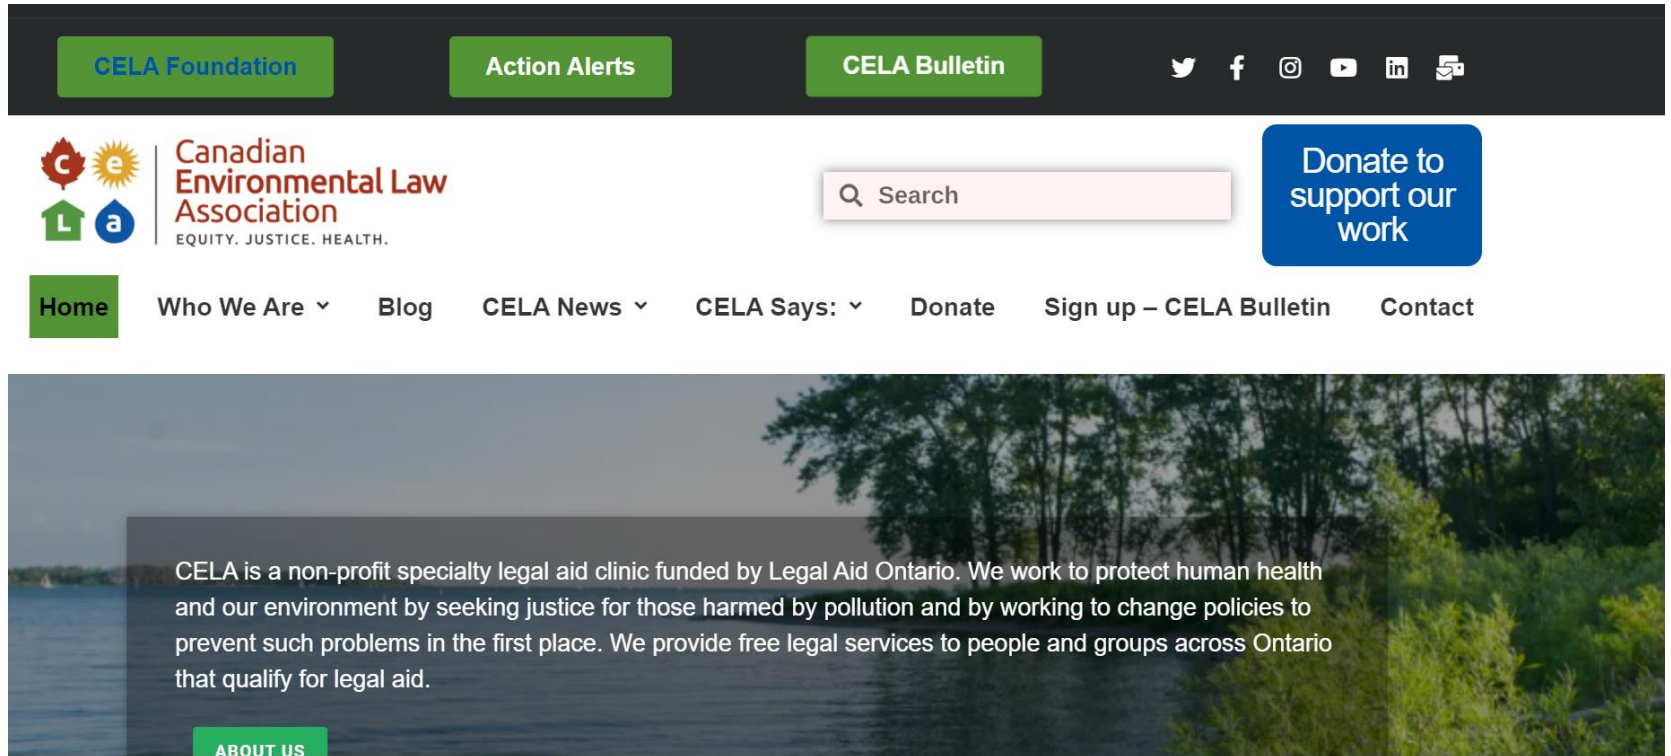 CELA Foundation
Action Alerts
CELA Bulletin
in
c e L a
Canadian
Environmental Law
Association
EQUITY. JUSTICE. HEALTH.
Search
Donate to
support our
work
Home
Who We Are
Blog
CELA News
CELA Says:
Donate
Sign up – CELA Bulletin
Contact
CELA is a non-profit specialty legal aid clinic funded by Legal Aid Ontario. We work to protect human health
and our environment by seeking justice for those harmed by pollution and by working to change policies to
prevent such problems in the first place. We provide free legal services to people and groups across Ontario
that qualify for legal aid.
ABOUT US